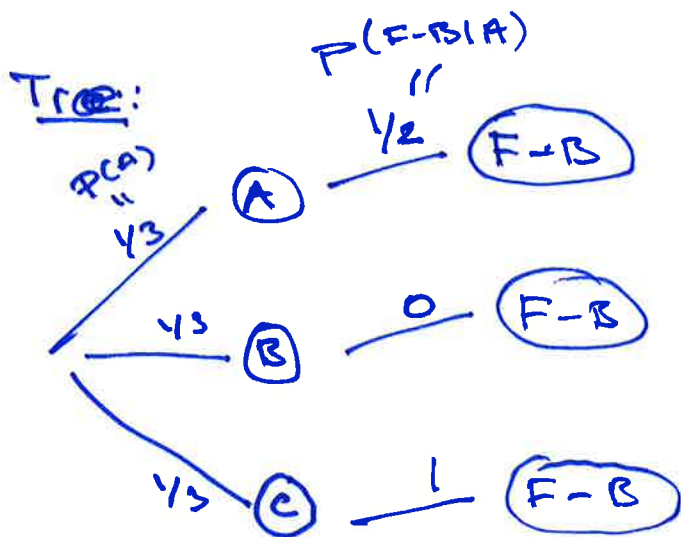 P(F-B|A)
Tree:
"
P(A)
1/2
F-B
"
A
1/3
1/3
B
0
F-B
1/3
C
1
F-B